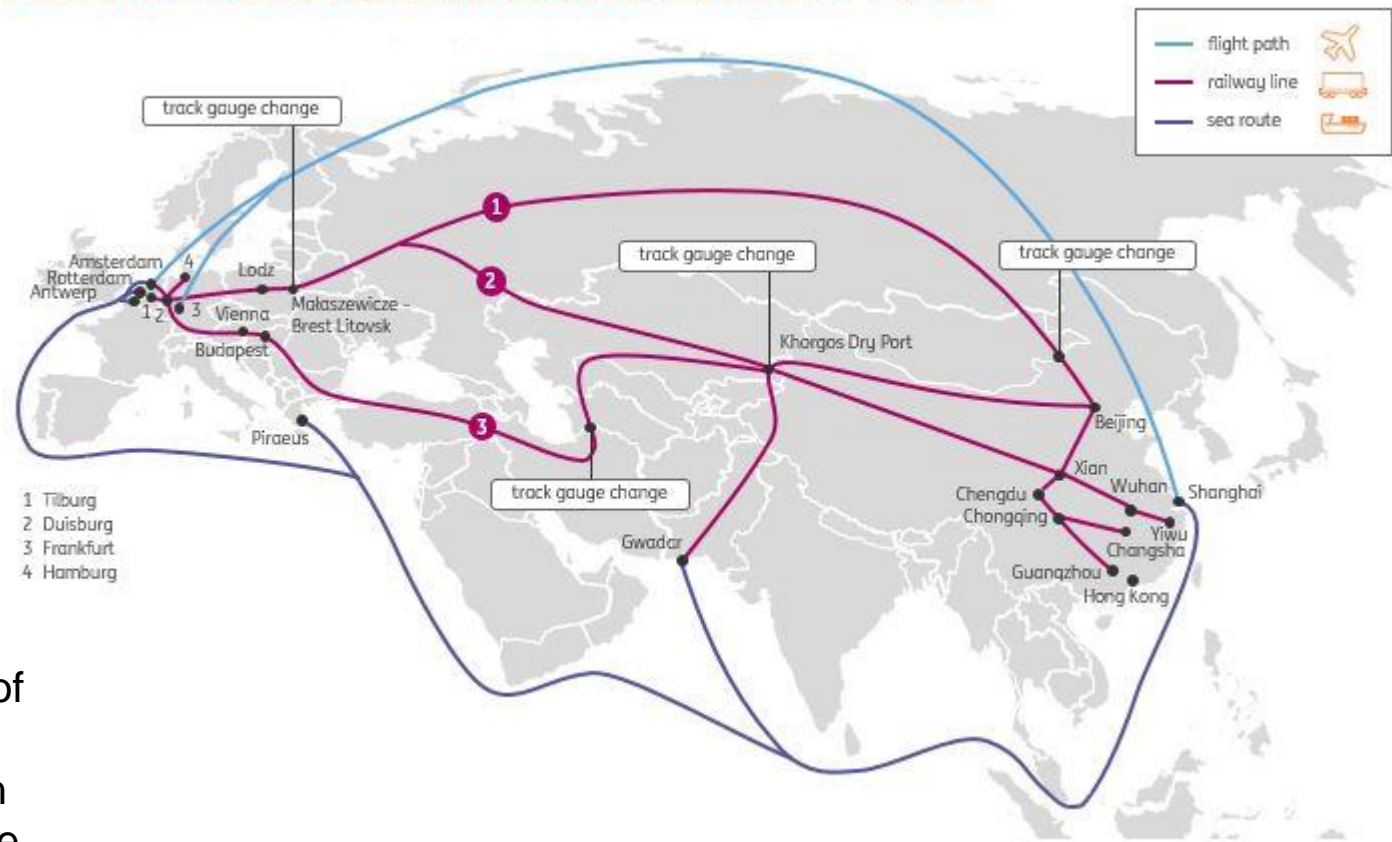 flight path
railway line
sea route
track gauge change
1
2
3
track gauge change
track gauge change
track gauge change
Amsterdam
Rotterdam
Antwerp
4
1
2
3
Lodz
Vienna
Budapest
Małaszewicze -
Brest Litovsk
Piraeus
Khorgos Dry Port
Beijing
Xian
Wuhan
Shanghai
Chengdu
Chongqing
Yiwu
Changsha
Guangzhou
Hong Kong
Gwadar
1 Tilburg
2 Duisburg
3 Frankfurt
4 Hamburg
of